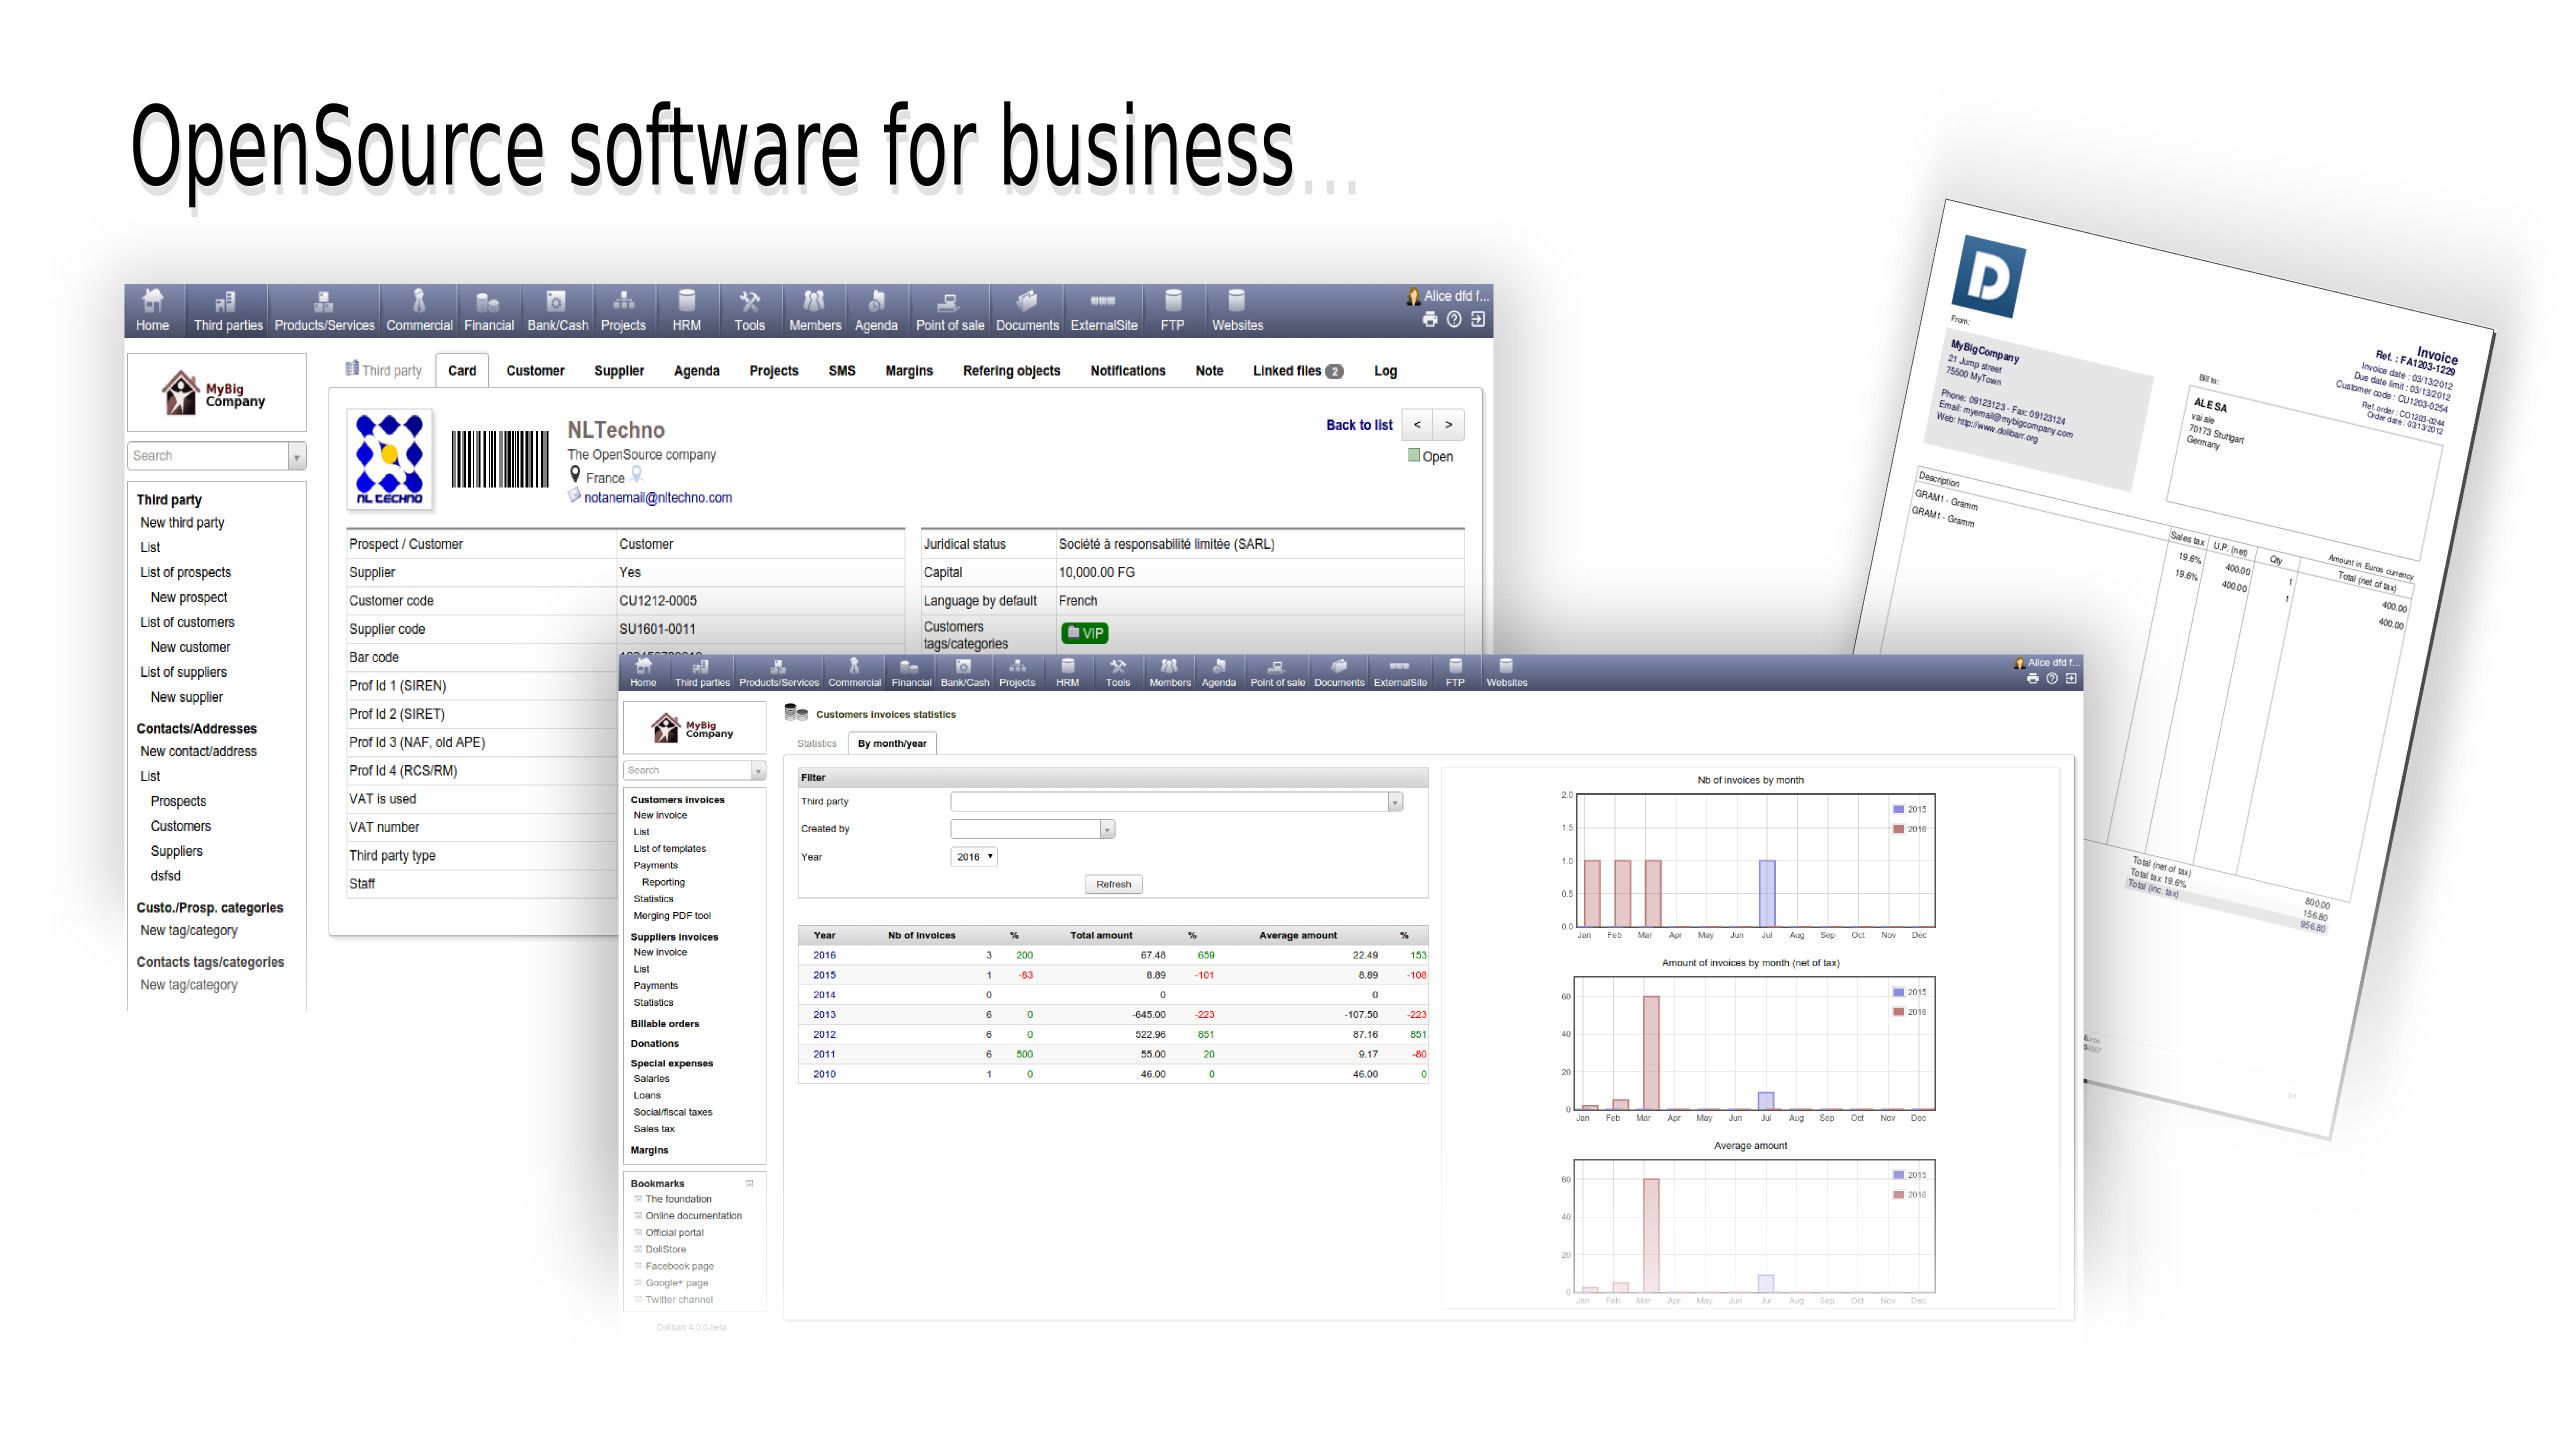 OpenSource software for business...
Home Third parties Products/Services Commercial Financial Bank/Cash Projects HRM Tools Members Agenda Point of sale Documents ExternalSite FTP Websites
Alice dfd f...
MyBig
Company
Search
Third party
New third party
List
List of prospects
New prospect
List of customers
New customer
List of suppliers
New supplier
Contacts/Addresses
New contact/address
List
Prospects
Customers
Suppliers
dsfsd
Custo./Prosp. categories
New tag/category
Contacts tags/categories
New tag/category
Third party Card Customer Supplier Agenda Projects SMS Margins Refering objects Notifications Note Linked files 2 Log
NL TECHNO
NLTechno
The OpenSource company
France
notanemail@nltechno.com
Back to list < >
Open
Prospect / Customer Customer
Supplier Yes
Customer code CU1212-0005
Supplier code SU1601-0011
Bar code
Prof Id 1 (SIREN)
Prof Id 2 (SIRET)
Prof Id 3 (NAF, old APE)
Prof Id 4 (RCS/RM)
VAT is used
VAT number
Third party type
Staff
Juridical status Société à responsabilité limitée (SARL)
Capital 10,000.00 FG
Language by default French
Customers
tags/categories VIP
Home Third parties Products/Services Commercial Financial Bank/Cash Projects HRM Tools Members Agenda Point of sale Documents ExternalSite FTP Websites
Alice dfd f...
MyBig
Company
Search
Customers invoices
New invoice
List
List of templates
Payments
Reporting
Statistics
Merging PDF tool
Suppliers invoices
New invoice
List
Payments
Statistics
Billable orders
Donations
Special expenses
Salaries
Loans
Social/fiscal taxes
Sales tax
Margins
Bookmarks
The foundation
Online documentation
Official portal
DoliStore
Facebook page
Google+ page
Twitter channel
Dolibarr 4.0.0-beta
Customers invoices statistics
Statistics By month/year
Filter
Third party
Created by
Year 2016
Refresh
Year Nb of invoices % Total amount % Average amount %
2016 3 200 67.48 659 22.49 153
2015 1 -83 8.89 -101 8.89 -108
2014 0 0 0
2013 6 0 -645.00 -223 -107.50 -223
2012 6 0 522.96 851 87.16 851
2011 6 500 55.00 20 9.17 -80
2010 1 0 46.00 0 46.00 0
Nb of invoices by month
2.0
1.5
1.0
0.5
0.0
2015
2016
Jan Feb Mar Apr May Jun Jul Aug Sep Oct Nov Dec
Amount of invoices by month (net of tax)
60
40
20
0
2015
2016
Jan Feb Mar Apr May Jun Jul Aug Sep Oct Nov Dec
Average amount
60
40
20
0
2015
2016
Jan Feb Mar Apr May Jun Jul Aug Sep Oct Nov Dec
D
Invoice
Ref. : FA1203-1229
Invoice date : 03/13/2012
Due date limit : 03/13/2012
Customer code : CU1203-0254
Ref. order : CO1203-0244
Order date : 03/13/2012
From:
MyBigCompany
21 Jump street
75500 MyTown
Phone: 09123123 - Fax: 09123124
Email: myemail@mybigcompany.com
Web: http://www.dolibarr.org
Bill to:
ALE SA
vai ale
70173 Stuttgart
Germany
Amount in Euros currency
Description Sales tax U.P. (net) Qty Total (net of tax)
GRAM1 - Gramm 19.6% 400.00 1 400.00
GRAM1 - Gramm 19.6% 400.00 1 400.00
Total (net of tax) 800.00
Total tax 19.6% 156.80
Total (inc. tax) 956.80
1/1